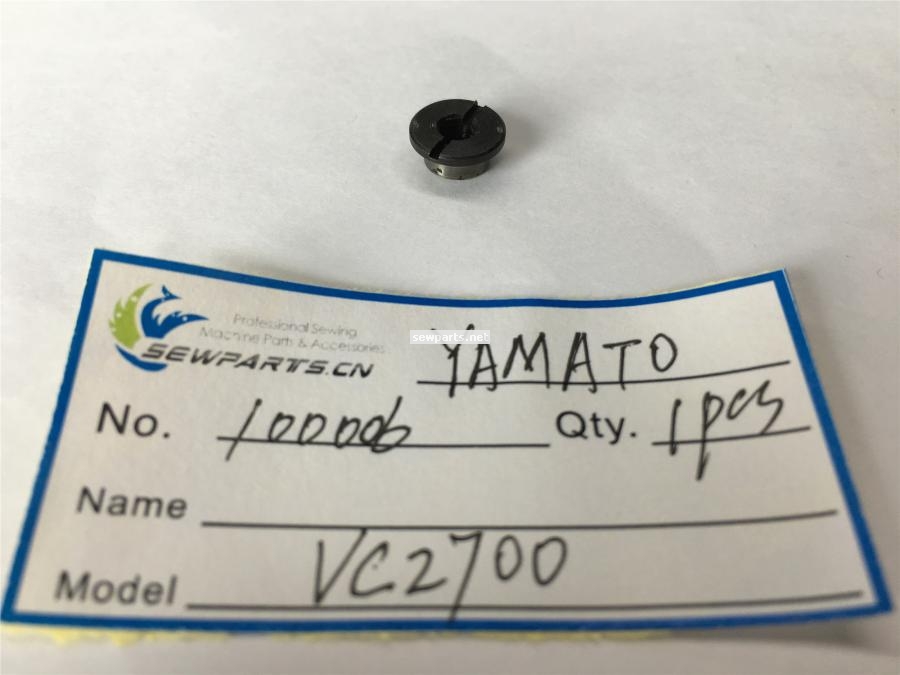 Professional Sewing
Machine Parts & Accessories
SEWPARTS.CN
sewparts.net
YAMATO
No. 100006 Qty. 1pcs
Name
Model VC2700